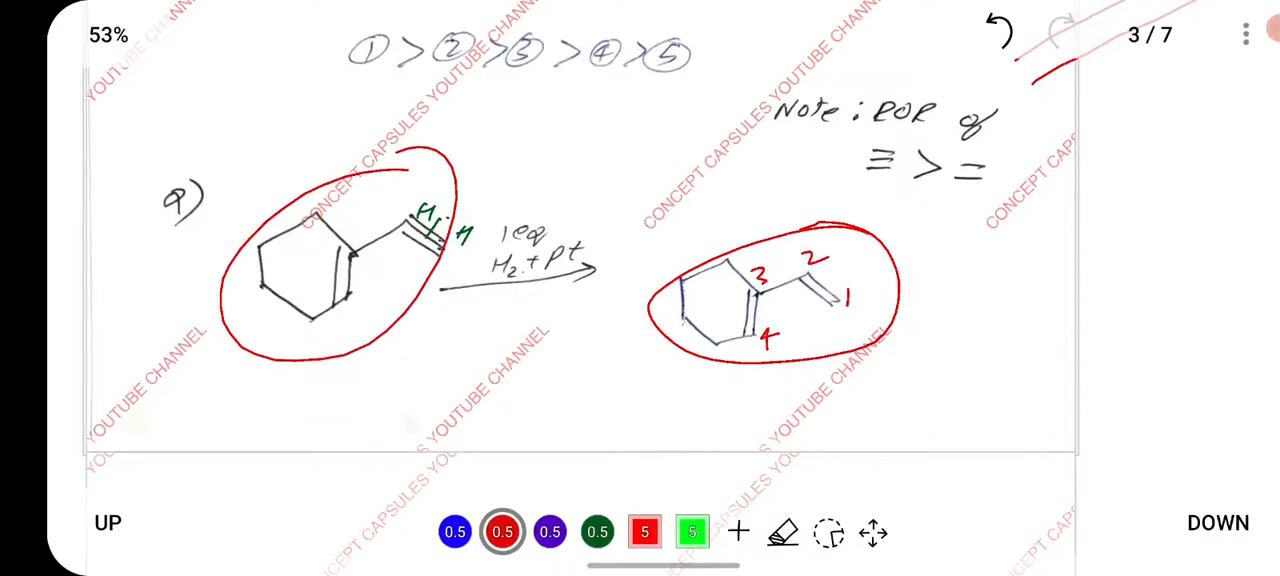 53%
3 / 7
① > ② > ③ > ④ > ⑤
Note : ROR of
≡ > =
Q)
H H
1eq
H2 + Pt
3 2 1
4
CONCEPT CAPSULES YOUTUBE CHANNEL
UP
0.5 0.5 0.5 0.5 5 5
DOWN